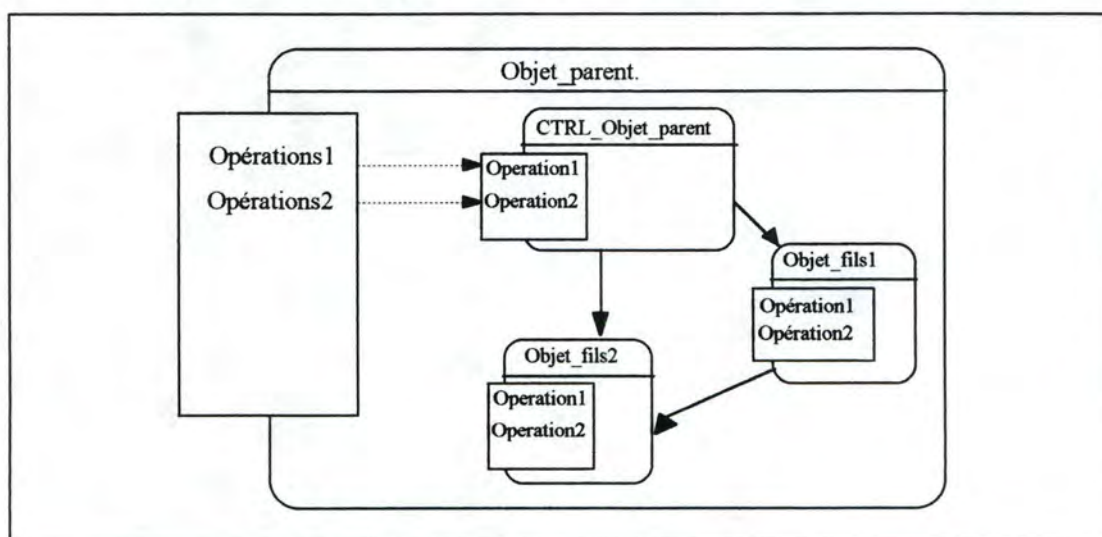 Objet_parent.
Opérations1
Opérations2
CTRL_Objet_parent
Operation1
Operation2
Objet_fils1
Opération1
Opération2
Objet_fils2
Operation1
Operation2